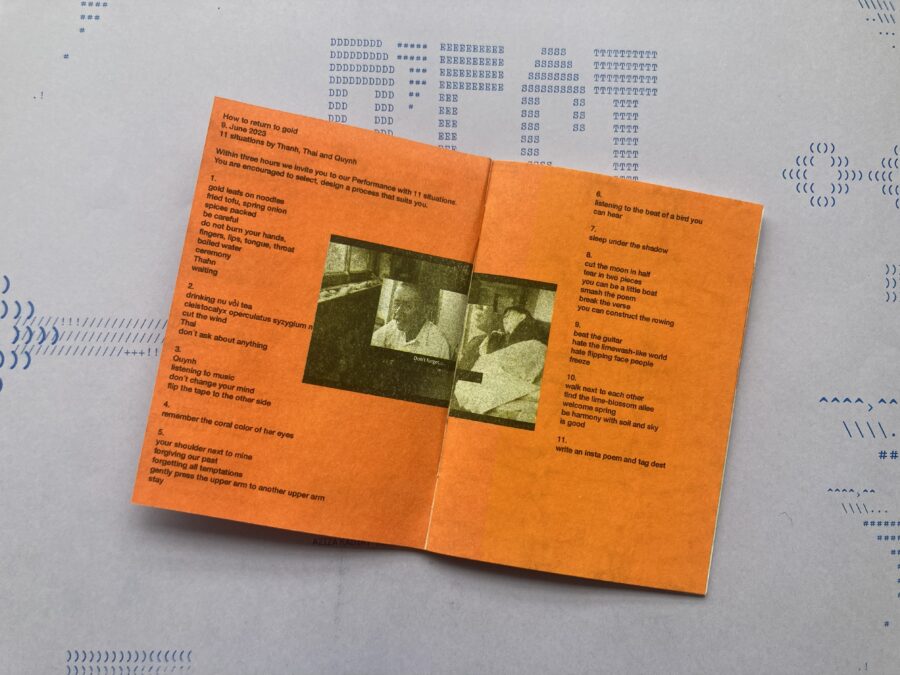 How to return to gold
9. June 2023
11 situations by Thanh, Thai and Quynh
Within three hours we invite you to our Performance with 11 situations.
You are encouraged to select, design a process that suits you.
1.
gold leafs on noodles
fried tofu, spring onion
spices packed
be careful
do not burn your hands,
fingers, lips, tongue, throat
boiled water
ceremony
Thahn
waiting
2.
drinking nụ vối tea
cleistocalyx operculatus syzygium n
cut the wind
Thai
don´t ask about anything
3.
Quynh
listening to music
don´t change your mind
flip the tape to the other side
4.
remember the coral color of her eyes
5.
your shoulder next to mine
forgiving our past
forgetting all temptations
gently press the upper arm to another upper arm
stay
Don't forget...
6.
listening to the beat of a bird you
can hear
7.
sleep under the shadow
8.
cut the moon in half
tear in two pieces
you can be a little boat
smash the poem
break the verse
you can construct the rowing
9.
beat the guitar
hate the limewash-like world
hate flipping face people
freeze
10.
walk next to each other
find the lime-blossom allee
welcome spring
be harmony with soil and sky
is good
11.
write an insta poem and tag dest